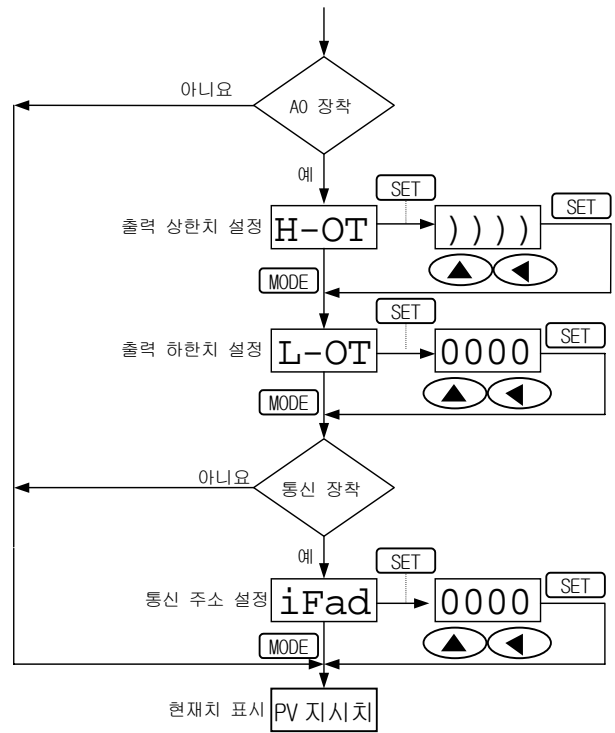 아니요
AO 장착
예
SET
SET
출력 상한치 설정 H-OT ))))
MODE
SET
SET
출력 하한치 설정 L-OT 0000
MODE
아니요
통신 장착
예
SET
SET
통신 주소 설정 iFad 0000
MODE
현재치 표시 PV 지시치